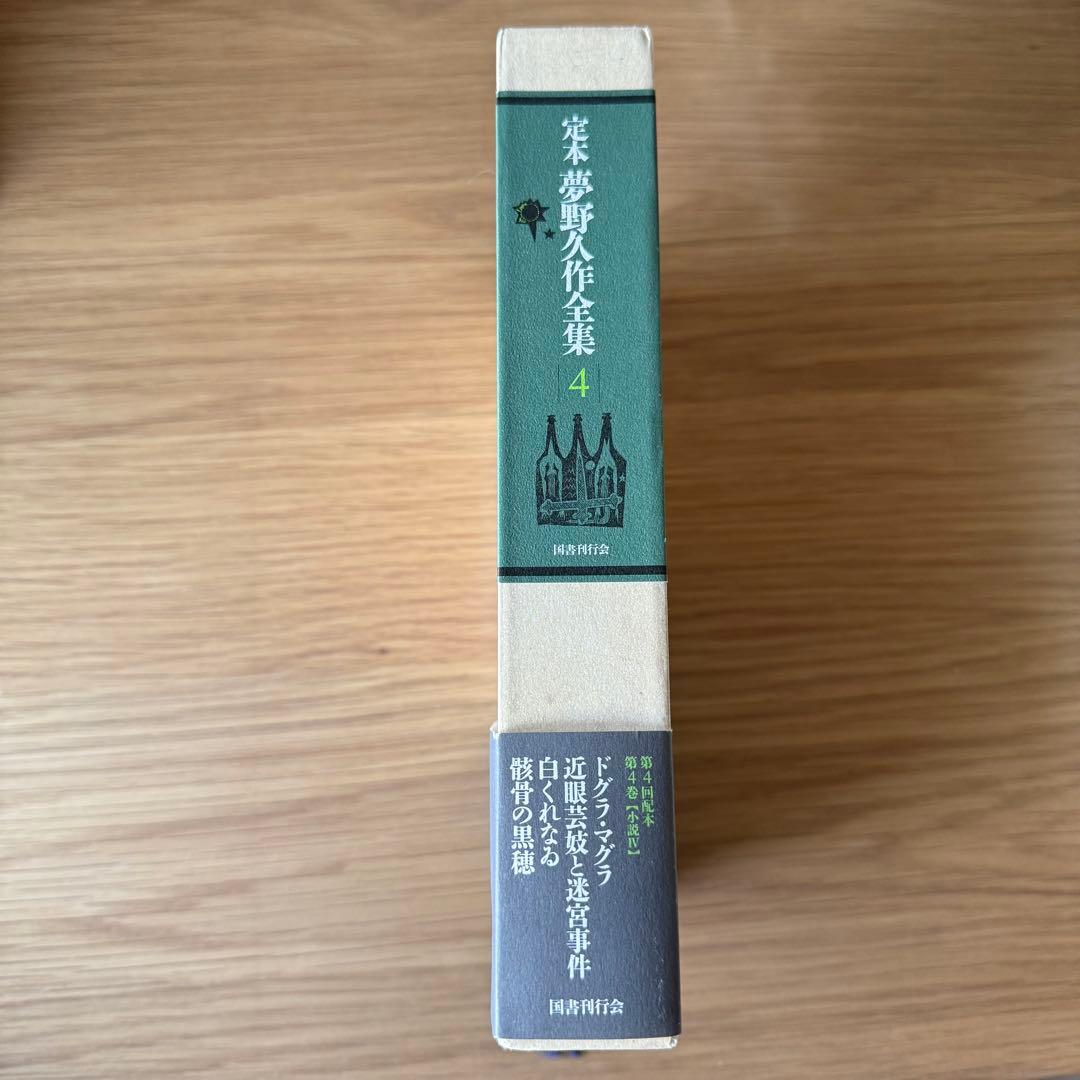 定本 夢野久作全集
4
国書刊行会
第4回配本
第4巻【小説Ⅳ】
ドグラ・マグラ
近眼芸妓と迷宮事件
白くれなゐ
骸骨の黒穂
国書刊行会